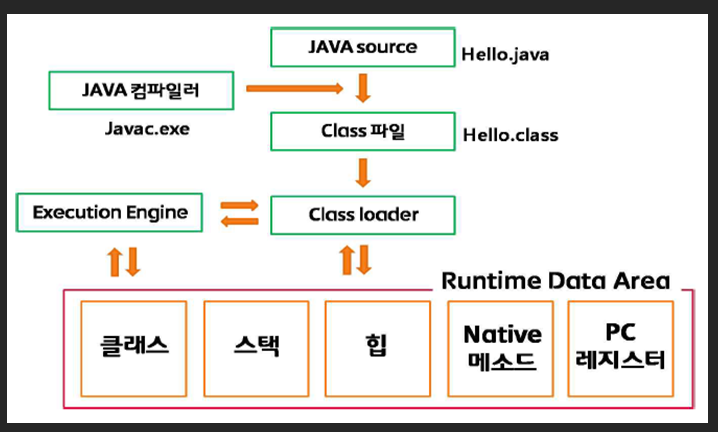 JAVA source
Hello.java
JAVA 컴파일러
Javac.exe
Class 파일
Hello.class
Execution Engine
Class loader
Runtime Data Area
클래스
스택
힙
Native
메소드
PC
레지스터